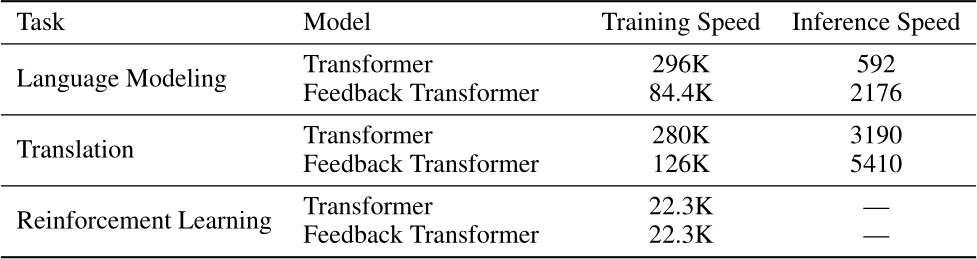 Task Model Training Speed Inference Speed
Language Modeling
Transformer 296K 592
Feedback Transformer 84.4K 2176
Translation
Transformer 280K 3190
Feedback Transformer 126K 5410
Reinforcement Learning
Transformer 22.3K —
Feedback Transformer 22.3K —